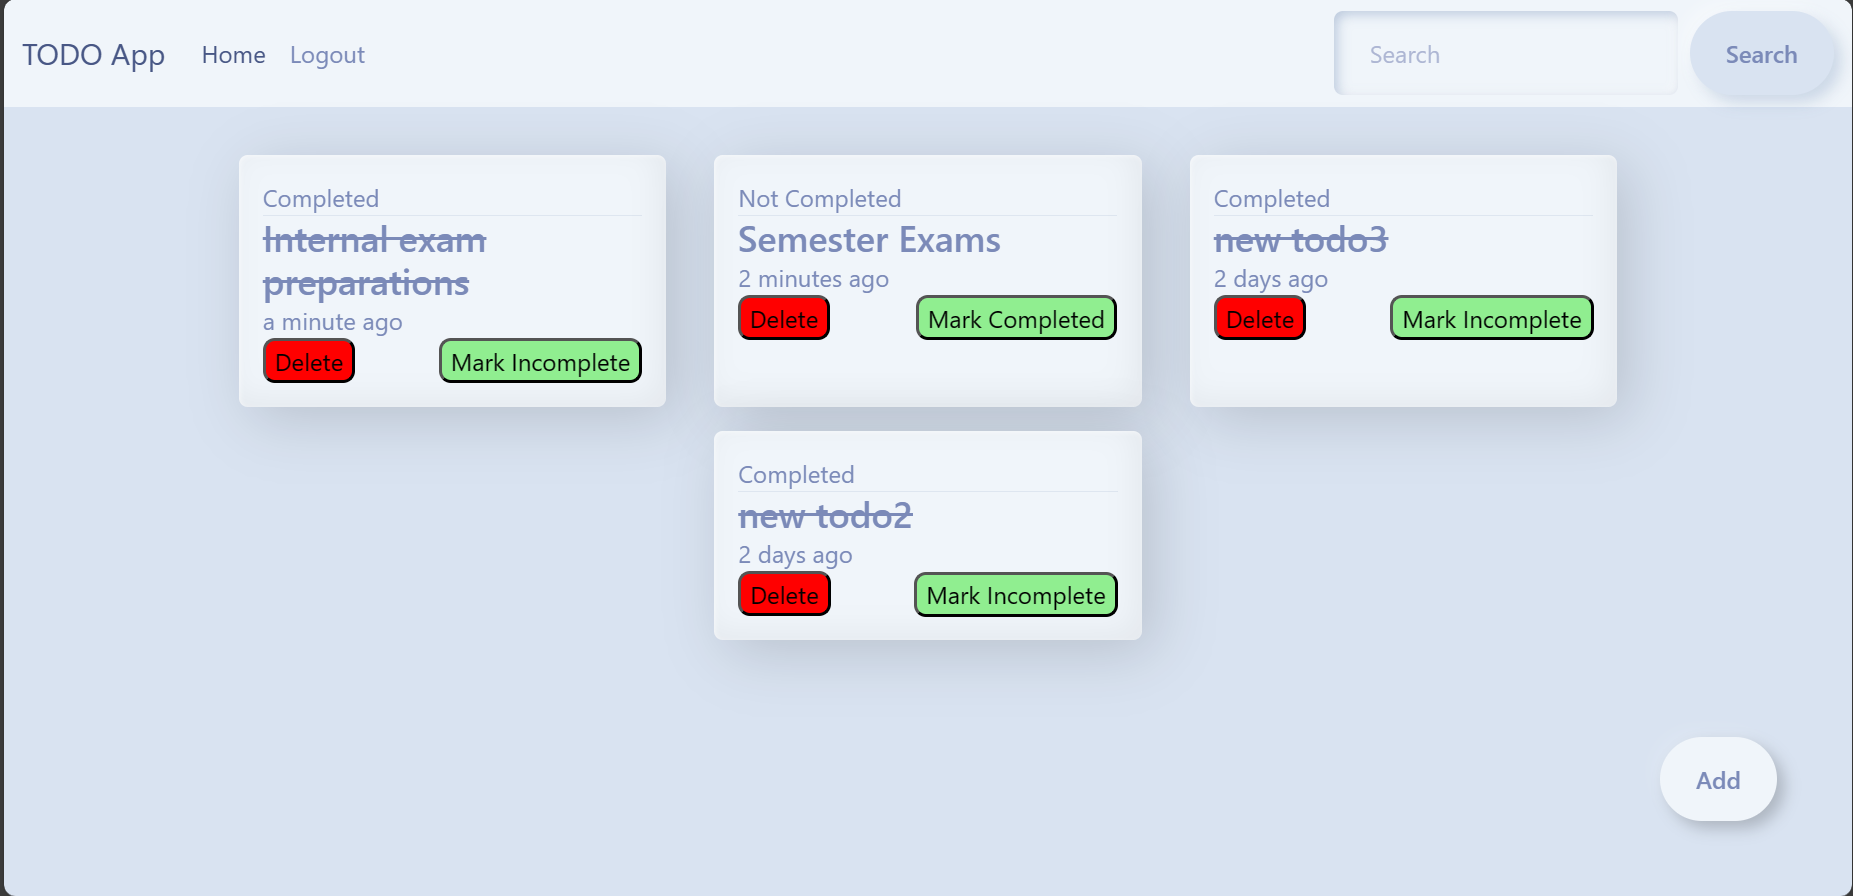 TODO App Home Logout Search Search
Completed
Internal exam
preparations
a minute ago
Delete Mark Incomplete
Not Completed
Semester Exams
2 minutes ago
Delete Mark Completed
Completed
new todo3
2 days ago
Delete Mark Incomplete
Completed
new todo2
2 days ago
Delete Mark Incomplete
Add